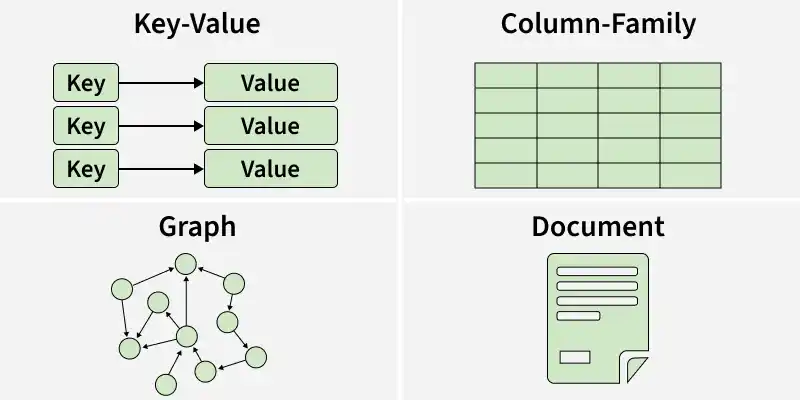 Key-Value
Key
Value
Key
Value
Key
Value
Column-Family
Graph
Document